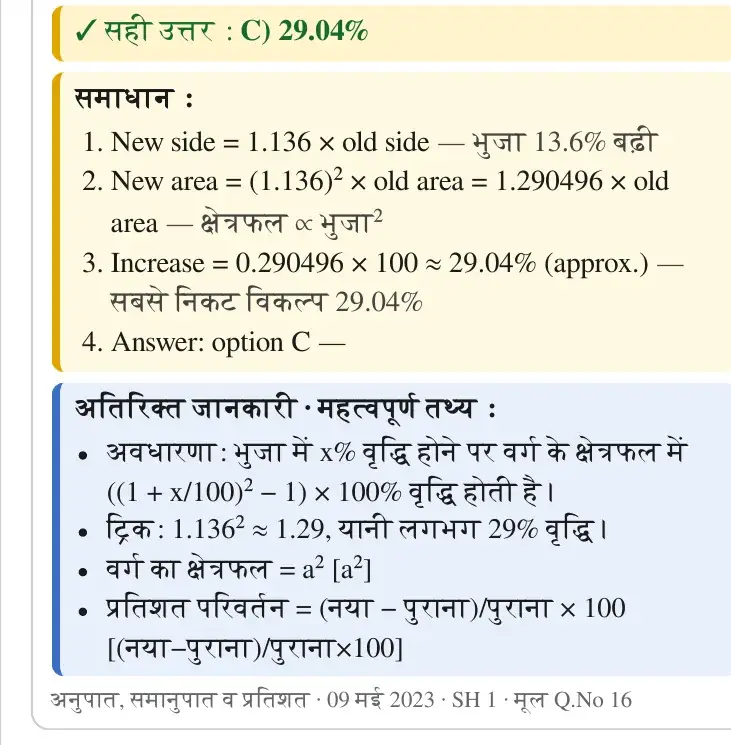 ✓ सही उत्तर : C) 29.04%
समाधान :
1. New side = 1.136 × old side — भुजा 13.6% बढ़ी
2. New area = (1.136)² × old area = 1.290496 × old
area — क्षेत्रफल ∝ भुजा²
3. Increase = 0.290496 × 100 ≈ 29.04% (approx.) —
सबसे निकट विकल्प 29.04%
4. Answer: option C —
अतिरिक्त जानकारी · महत्वपूर्ण तथ्य :
• अवधारणा : भुजा में x% वृद्धि होने पर वर्ग के क्षेत्रफल में
((1 + x/100)² − 1) × 100% वृद्धि होती है।
• ट्रिक : 1.136² ≈ 1.29, यानी लगभग 29% वृद्धि।
• वर्ग का क्षेत्रफल = a² [a²]
• प्रतिशत परिवर्तन = (नया − पुराना)/पुराना × 100
[(नया−पुराना)/पुराना×100]
अनुपात, समानुपात व प्रतिशत · 09 मई 2023 · SH 1 · मूल Q.No 16